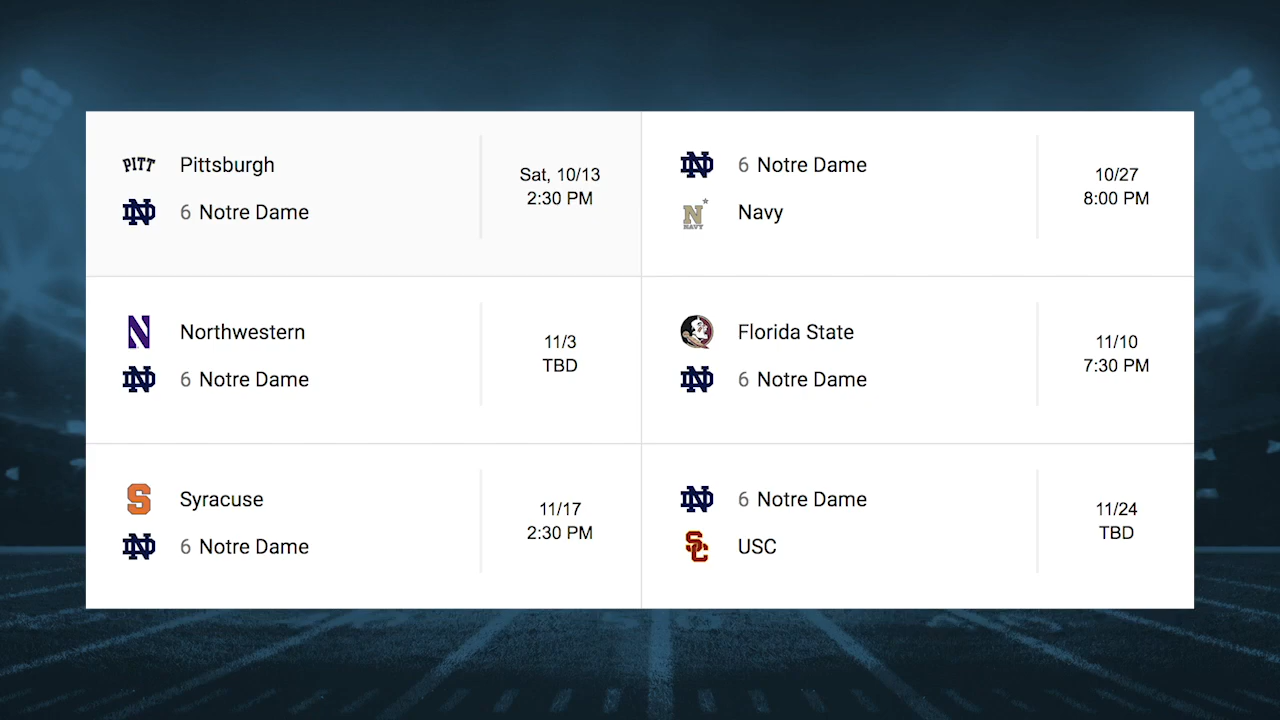 PITT Pittsburgh
6 Notre Dame
Sat, 10/13
2:30 PM
6 Notre Dame
N NAVY Navy
10/27
8:00 PM
N Northwestern
6 Notre Dame
11/3
TBD
Florida State
6 Notre Dame
11/10
7:30 PM
S Syracuse
6 Notre Dame
11/17
2:30 PM
6 Notre Dame
SC USC
11/24
TBD